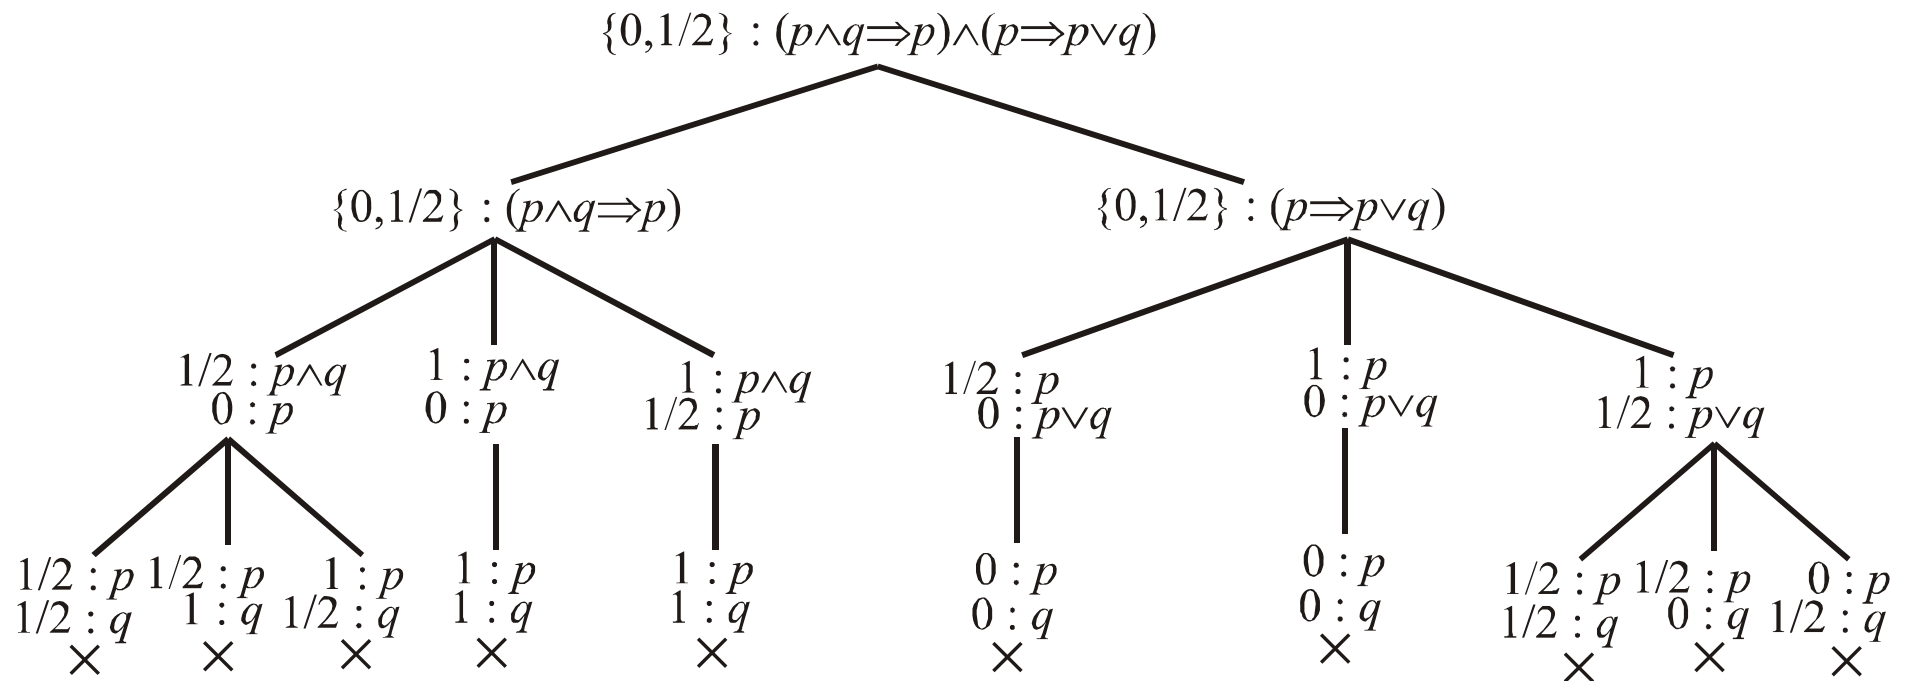 {0,1/2} : (p∧q⇒p)∧(p⇒p∨q)
{0,1/2} : (p∧q⇒p)
{0,1/2} : (p⇒p∨q)
1/2 : p∧q
0 : p
1 : p∧q
0 : p
1 : p∧q
1/2 : p
1/2 : p
0 : p∨q
1 : p
0 : p∨q
1 : p
1/2 : p∨q
1/2 : p
1/2 : q
×
1/2 : p
1 : q
×
1 : p
1/2 : q
×
1 : p
1 : q
×
1 : p
1 : q
×
0 : p
0 : q
×
0 : p
0 : q
×
1/2 : p
1/2 : q
×
1/2 : p
0 : q
×
0 : p
1/2 : q
×